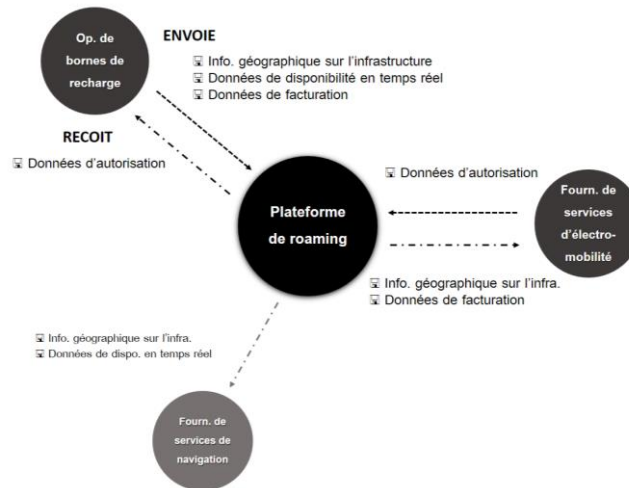 Op. de
bornes de
recharge
ENVOIE
Info. géographique sur l'infrastructure
Données de disponibilité en temps réel
Données de facturation
RECOIT
Données d'autorisation
Plateforme
de roaming
Données d'autorisation
Fourn. de
services
d'électro-
mobilité
Info. géographique sur l'infra.
Données de facturation
Info. géographique sur l'infra.
Données de dispo. en temps réel
Fourn. de
services de
navigation